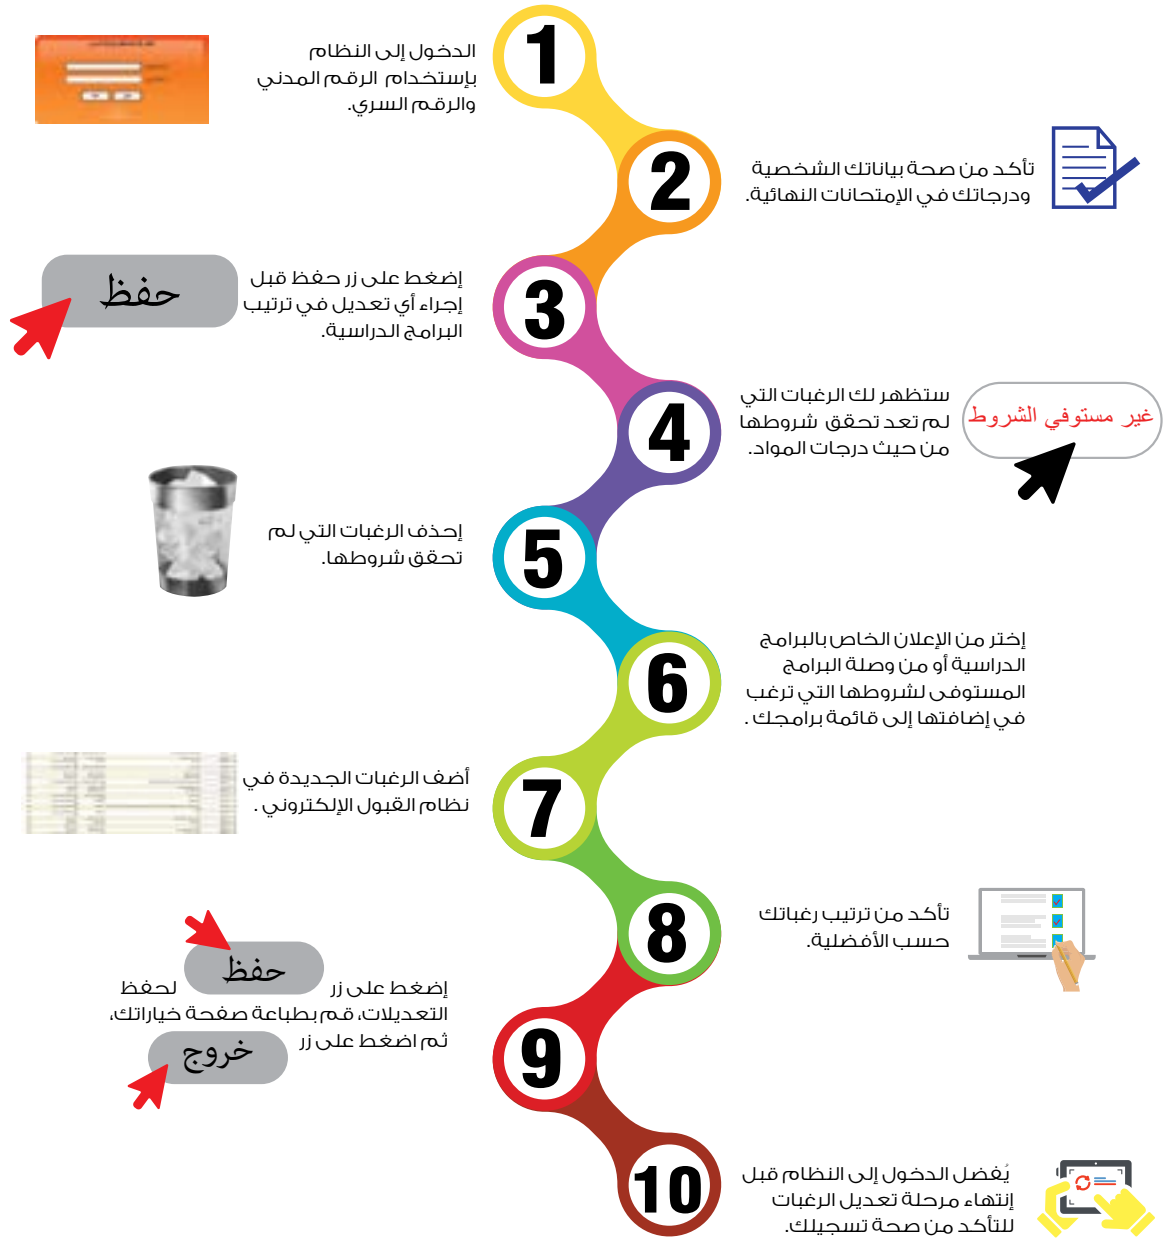 1
الدخول إلى النظام
بإستخدام الرقم المدني
والرقم السري.
2
تأكد من صحة بياناتك الشخصية
ودرجاتك في الإمتحانات النهائية.
3
إضغط على زر حفظ قبل
إجراء أي تعديل في ترتيب
البرامج الدراسية.
حفظ
4
ستظهر لك الرغبات التي
لم تعد تحقق شروطها
من حيث درجات المواد.
غير مستوفي الشروط
5
إحذف الرغبات التي لم
تحقق شروطها.
6
إختر من الإعلان الخاص بالبرامج
الدراسية أو من وصلة البرامج
المستوفى لشروطها التي ترغب
في إضافتها إلى قائمة برامجك .
7
أضف الرغبات الجديدة في
نظام القبول الإلكتروني .
8
تأكد من ترتيب رغباتك
حسب الأفضلية.
9
إضغط على زر حفظ لحفظ
التعديلات، قم بطباعة صفحة خياراتك،
ثم اضغط على زر خروج
10
يُفضل الدخول إلى النظام قبل
إنتهاء مرحلة تعديل الرغبات
للتأكد من صحة تسجيلك.